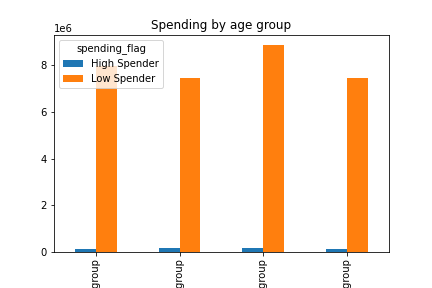 Spending by age group
1e6
spending_flag
High Spender
Low Spender
8
6
4
2
0
group
group
group
group